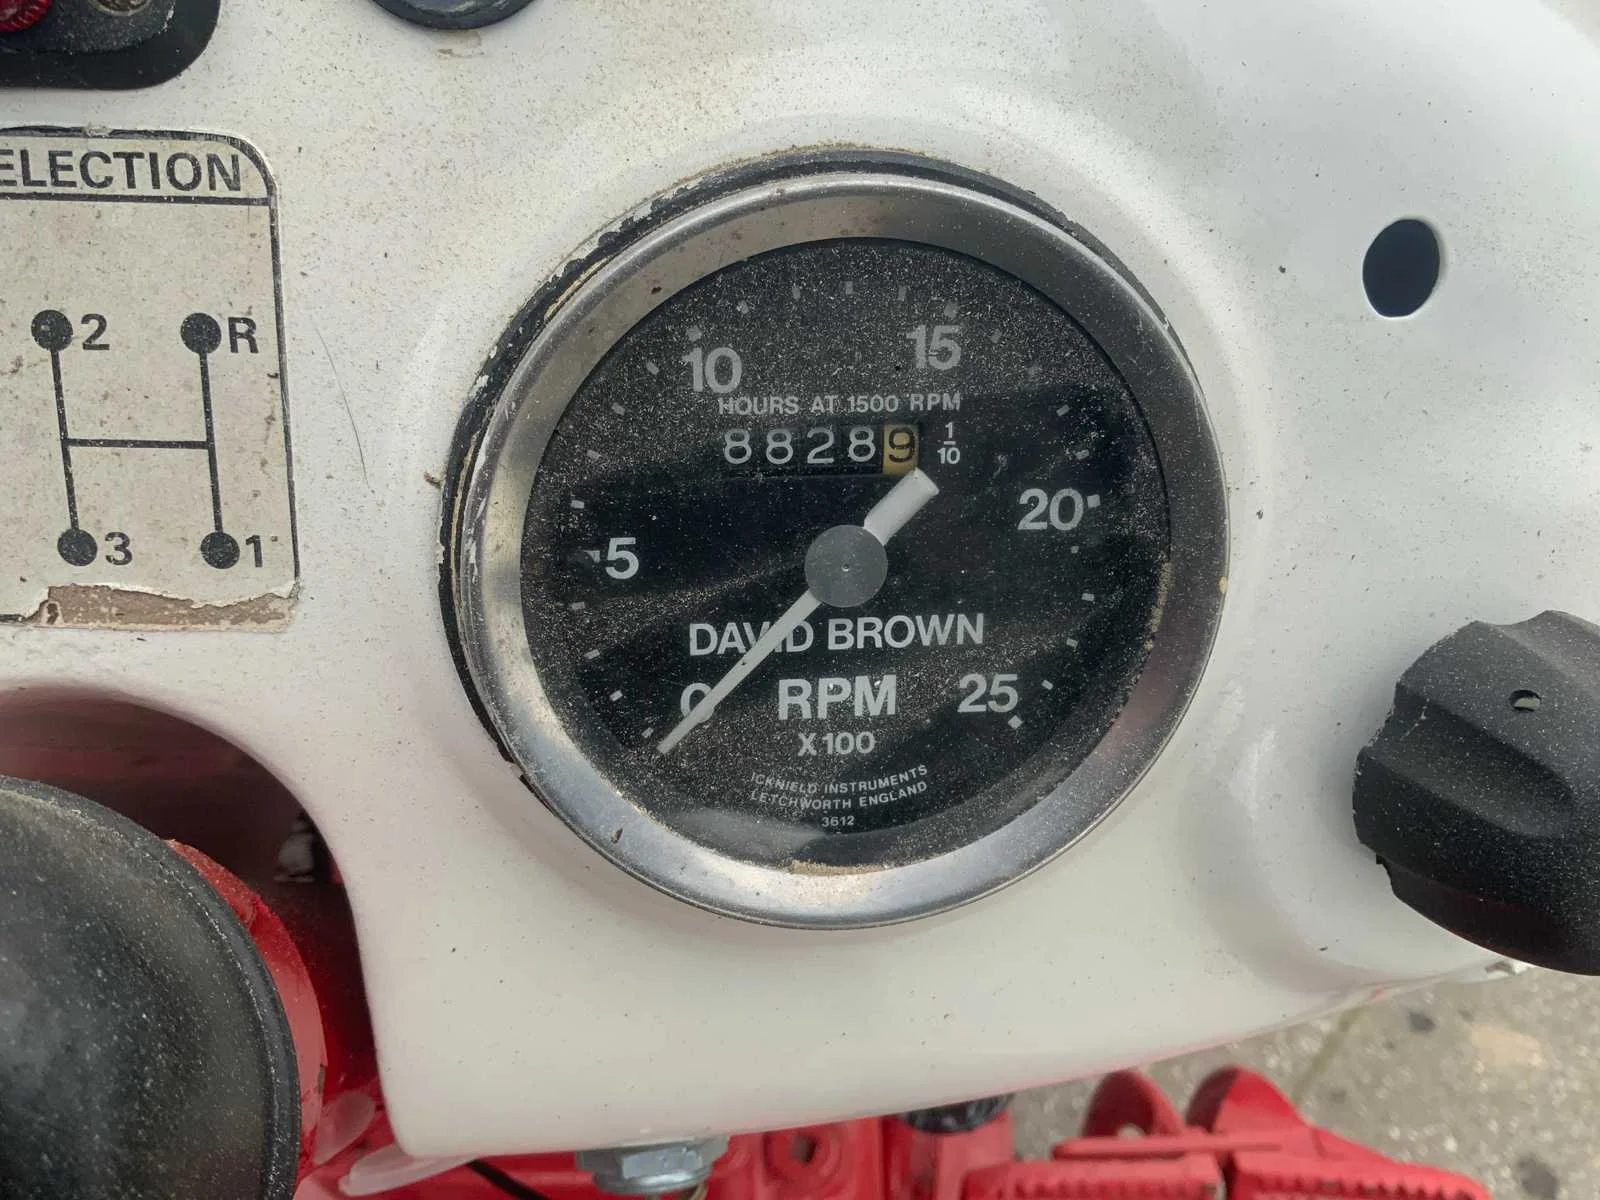 ELECTION
2 R
3 1
10 15
HOURS AT 1500 RPM
88289 1/10
20
5
DAVID BROWN
0 RPM 25
X100
ICKNIELD INSTRUMENTS
LETCHWORTH ENGLAND
3612